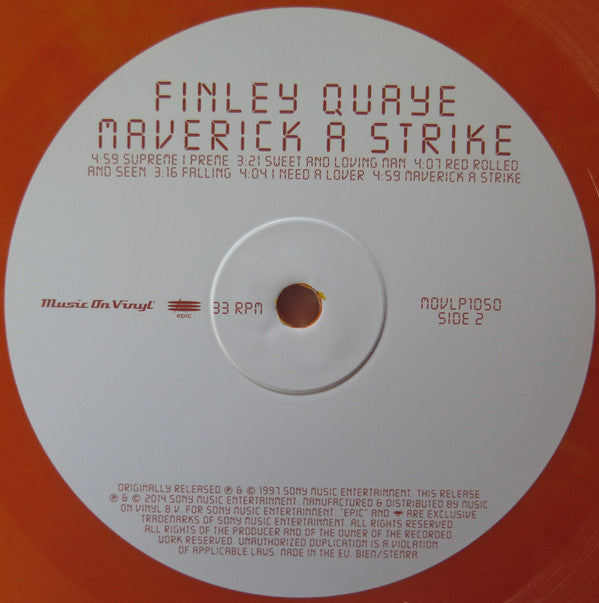 FINLEY QUAYE
MAVERICK A STRIKE
4:59 SUPREME I PREME 3:21 SWEET AND LOVING MAN 4:07 RED ROLLED
AND SEEN 3:16 FALLING 4:04 I NEED A LOVER 4:59 MAVERICK A STRIKE
Music On Vinyl
epic
33 RPM
MOVLP1050
SIDE 2
ORIGINALLY RELEASED ℗ & © 1997 SONY MUSIC ENTERTAINMENT. THIS RELEASE
℗ & © 2014 SONY MUSIC ENTERTAINMENT. MANUFACTURED & DISTRIBUTED BY MUSIC
ON VINYL B.V. FOR SONY MUSIC ENTERTAINMENT. "EPIC" AND epic ARE EXCLUSIVE
TRADEMARKS OF SONY MUSIC ENTERTAINMENT. ALL RIGHTS RESERVED.
ALL RIGHTS OF THE PRODUCER AND OF THE OWNER OF THE RECORDED
WORK RESERVED. UNAUTHORIZED DUPLICATION IS A VIOLATION
OF APPLICABLE LAWS. MADE IN THE EU. BIEM/STEMRA